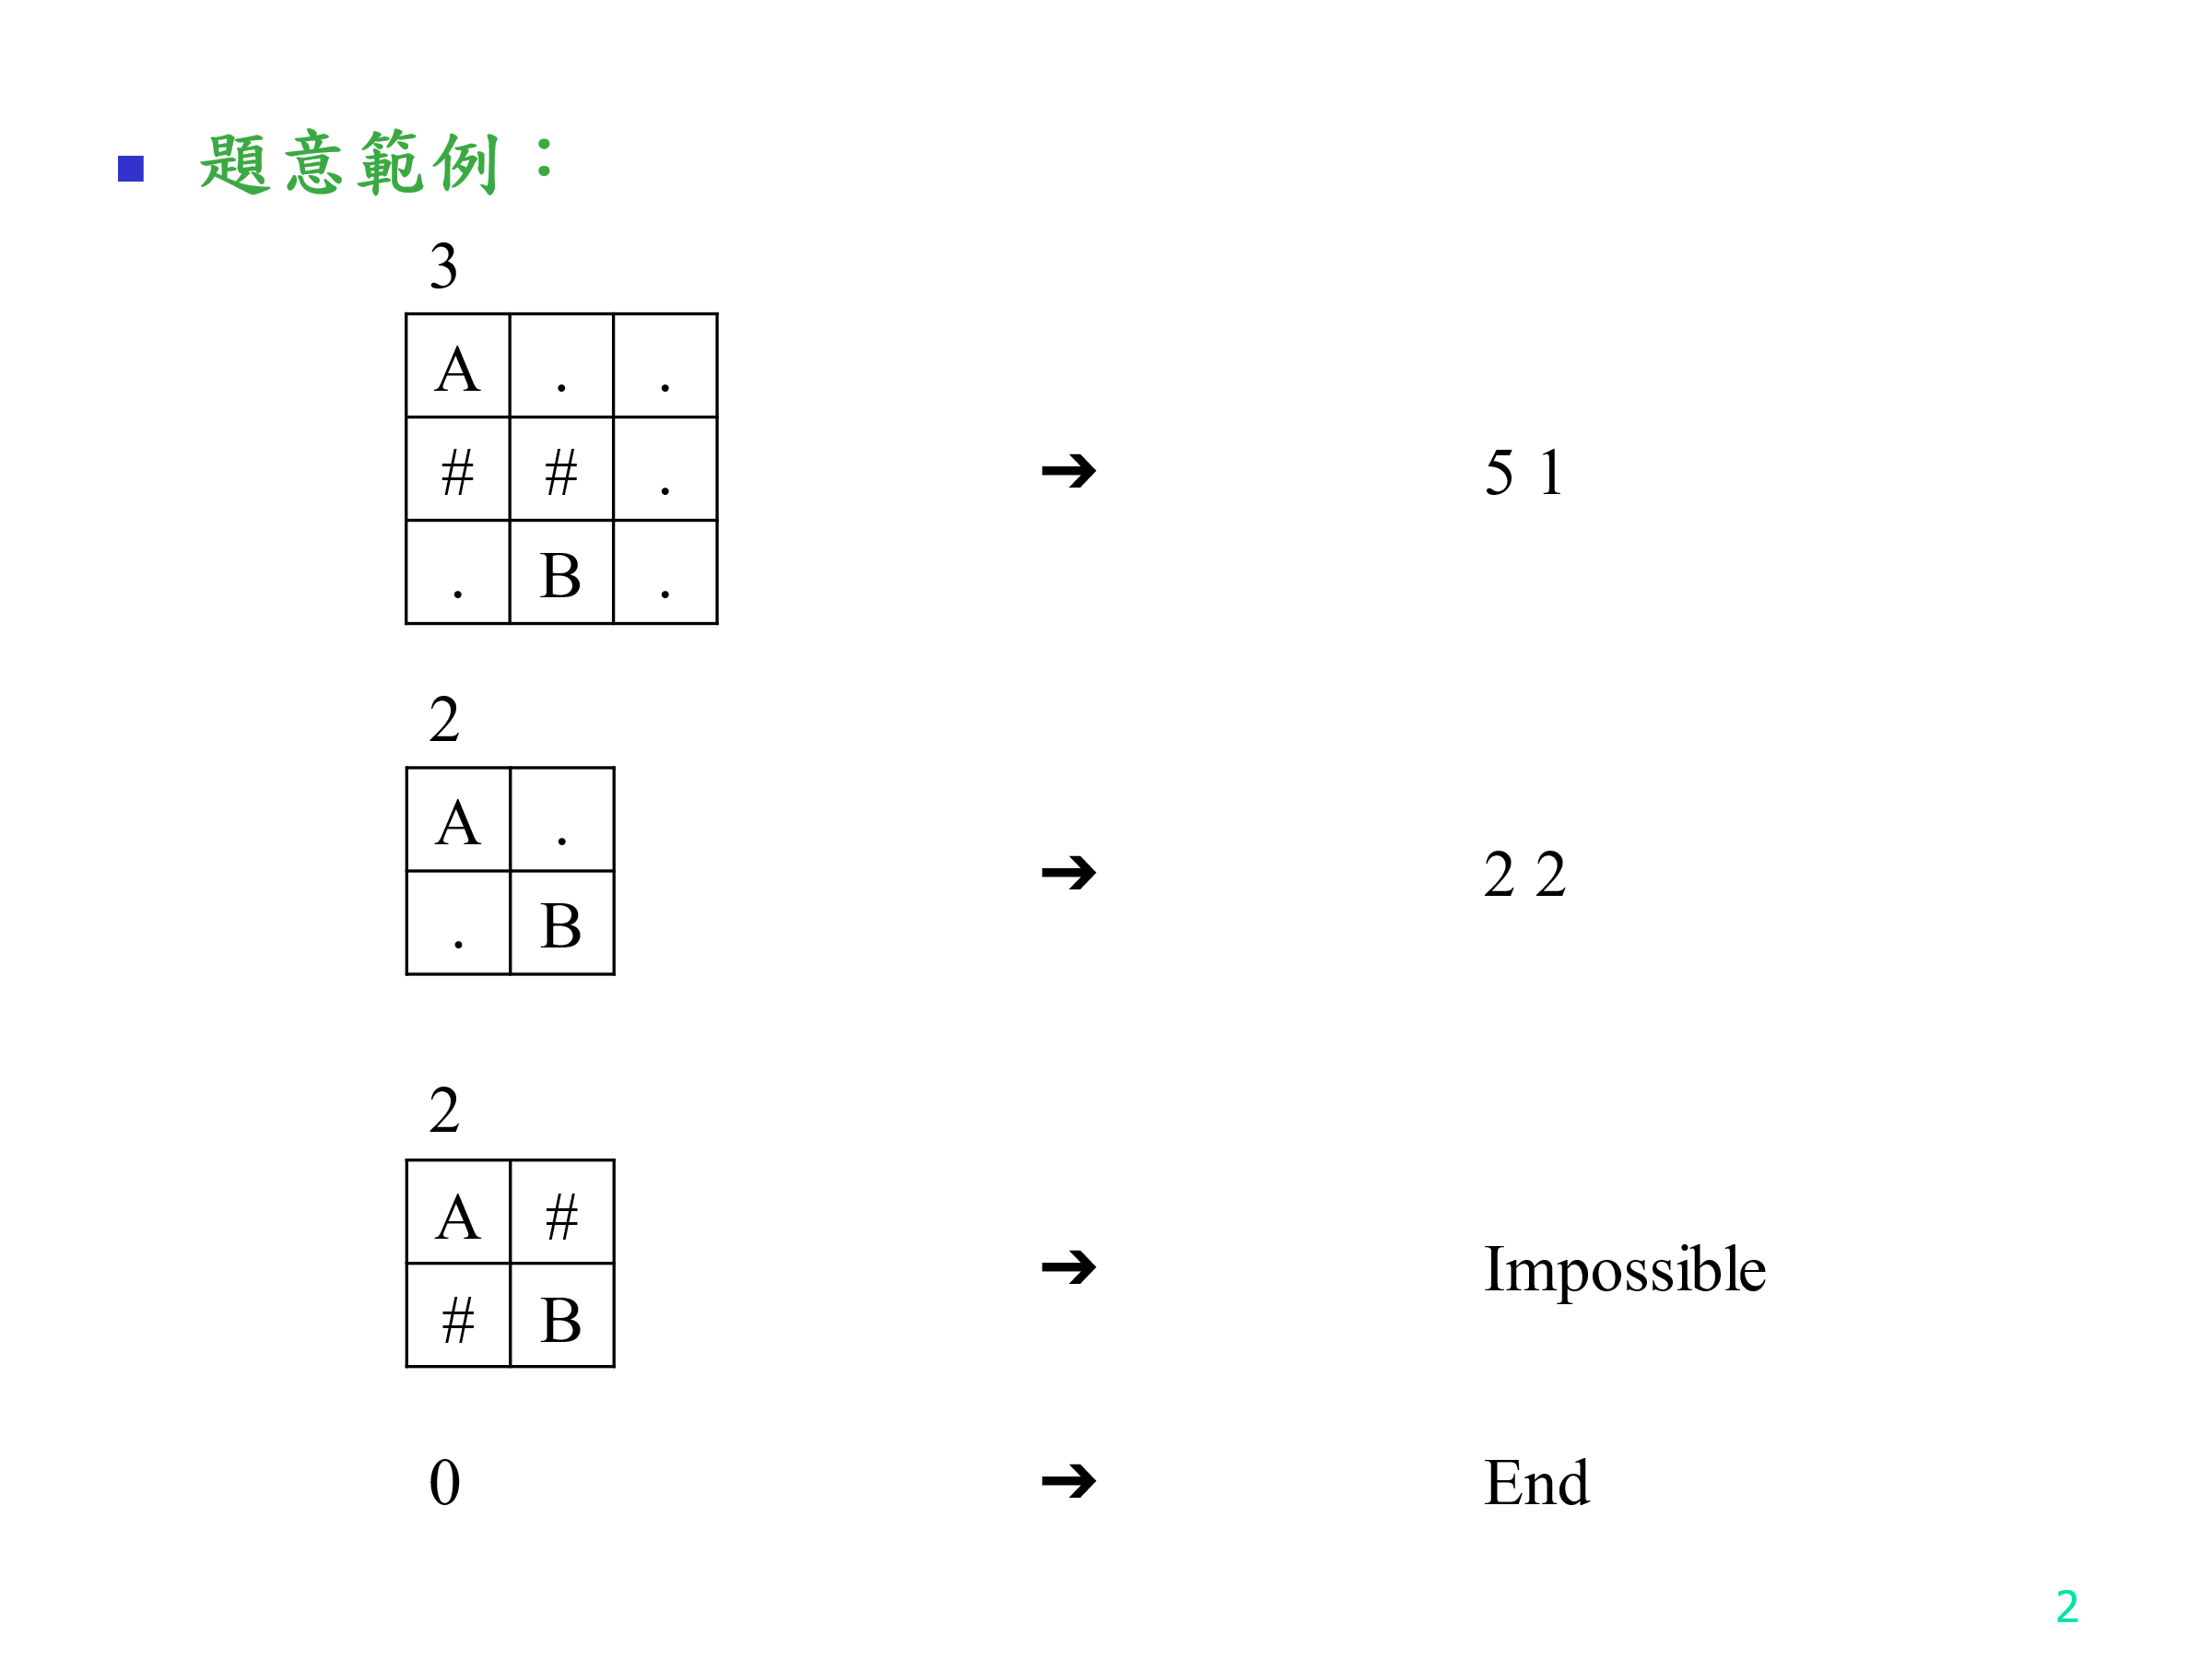 題意範例：
3
A . .
# # .
. B .
➔ 5 1
2
A .
. B
➔ 2 2
2
A #
# B
➔ Impossible
0 ➔ End
2